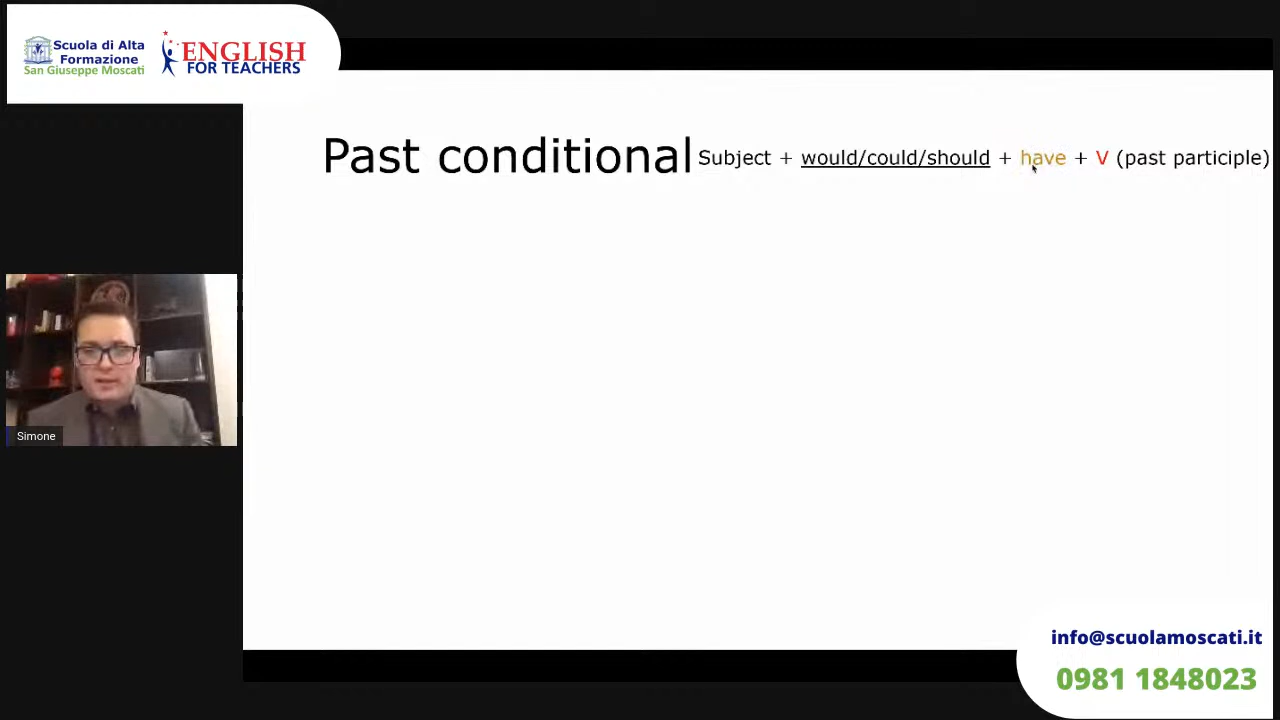 Scuola di Alta
Formazione
San Giuseppe Moscati
ENGLISH
FOR TEACHERS
Past conditional Subject + would/could/should + have + V (past participle)
Simone
info@scuolamoscati.it
0981 1848023